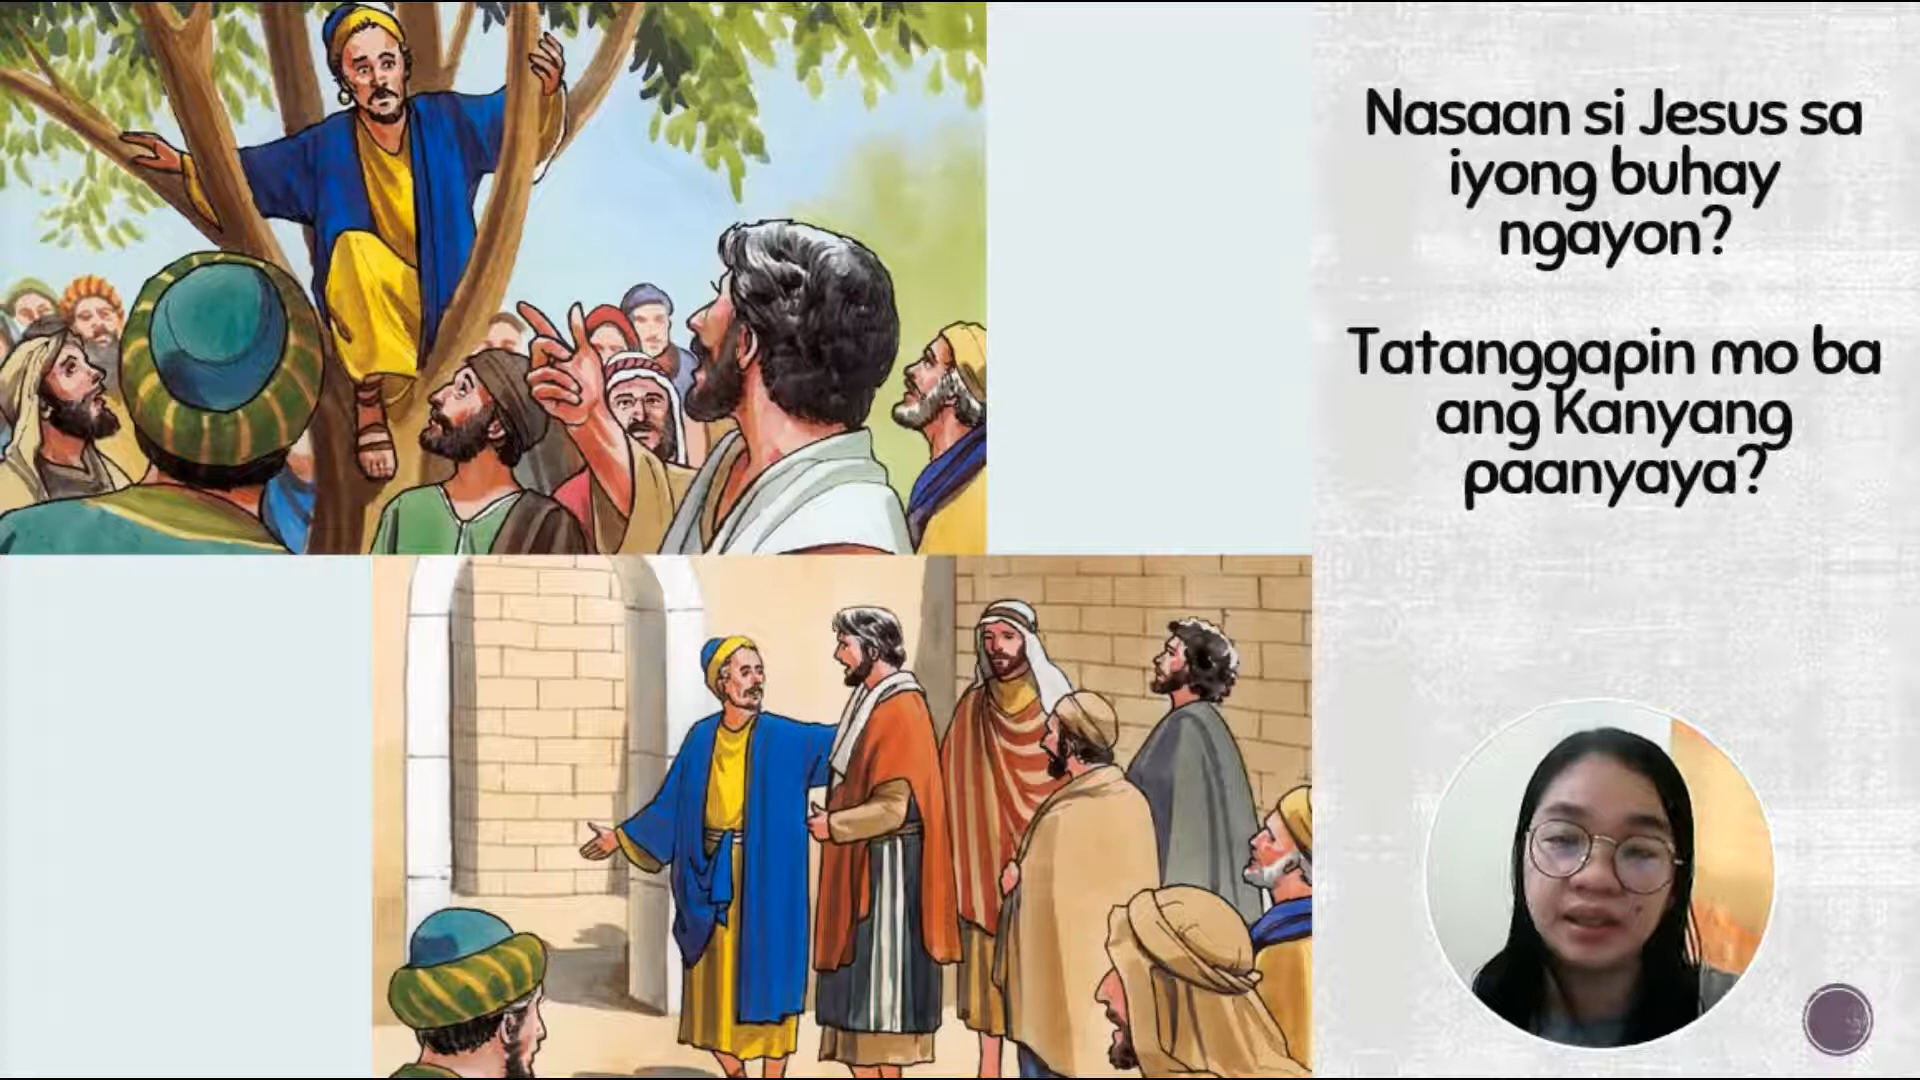 Nasaan si Jesus sa
iyong buhay
ngayon?
Tatanggapin mo ba
ang Kanyang
paanyaya?